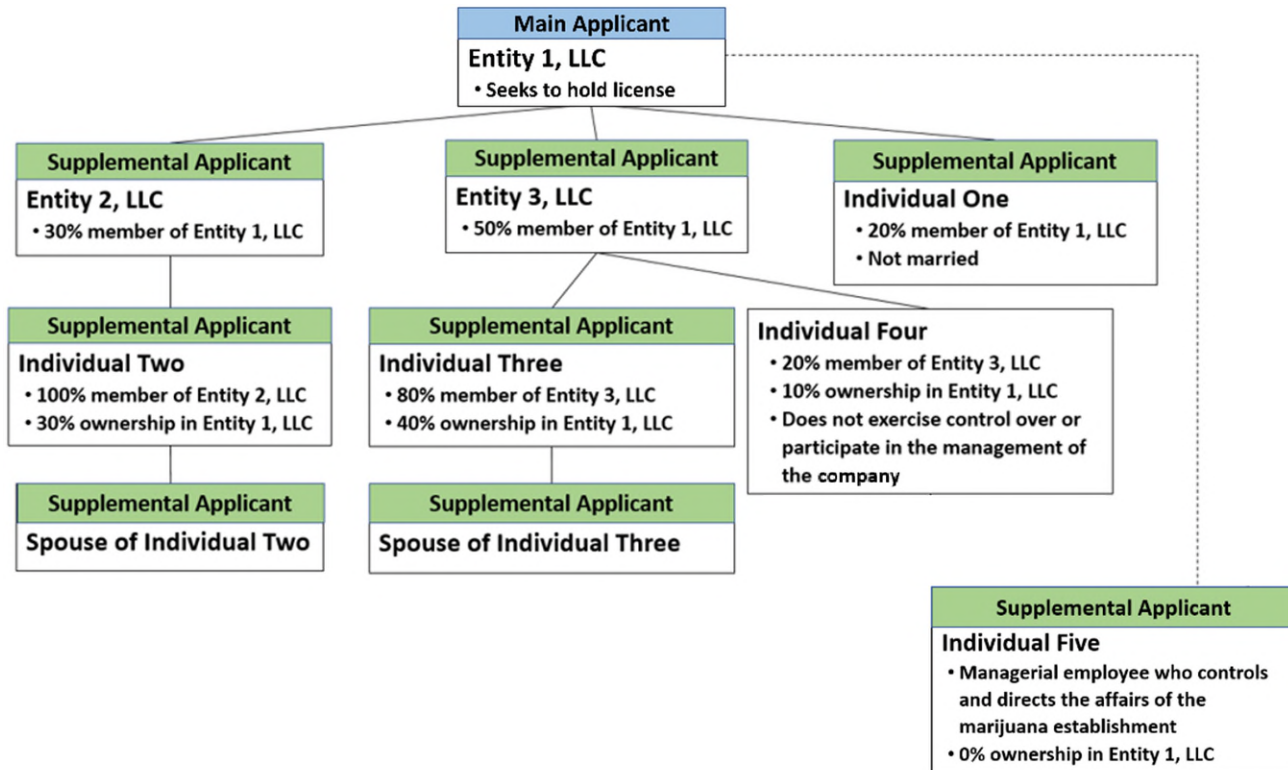 Main Applicant
Entity 1, LLC
• Seeks to hold license
Supplemental Applicant
Entity 2, LLC
• 30% member of Entity 1, LLC
Supplemental Applicant
Entity 3, LLC
• 50% member of Entity 1, LLC
Supplemental Applicant
Individual One
• 20% member of Entity 1, LLC
• Not married
Supplemental Applicant
Individual Two
• 100% member of Entity 2, LLC
• 30% ownership in Entity 1, LLC
Supplemental Applicant
Individual Three
• 80% member of Entity 3, LLC
• 40% ownership in Entity 1, LLC
Individual Four
• 20% member of Entity 3, LLC
• 10% ownership in Entity 1, LLC
• Does not exercise control over or
participate in the management of
the company
Supplemental Applicant
Spouse of Individual Two
Supplemental Applicant
Spouse of Individual Three
Supplemental Applicant
Individual Five
• Managerial employee who controls
and directs the affairs of the
marijuana establishment
• 0% ownership in Entity 1, LLC